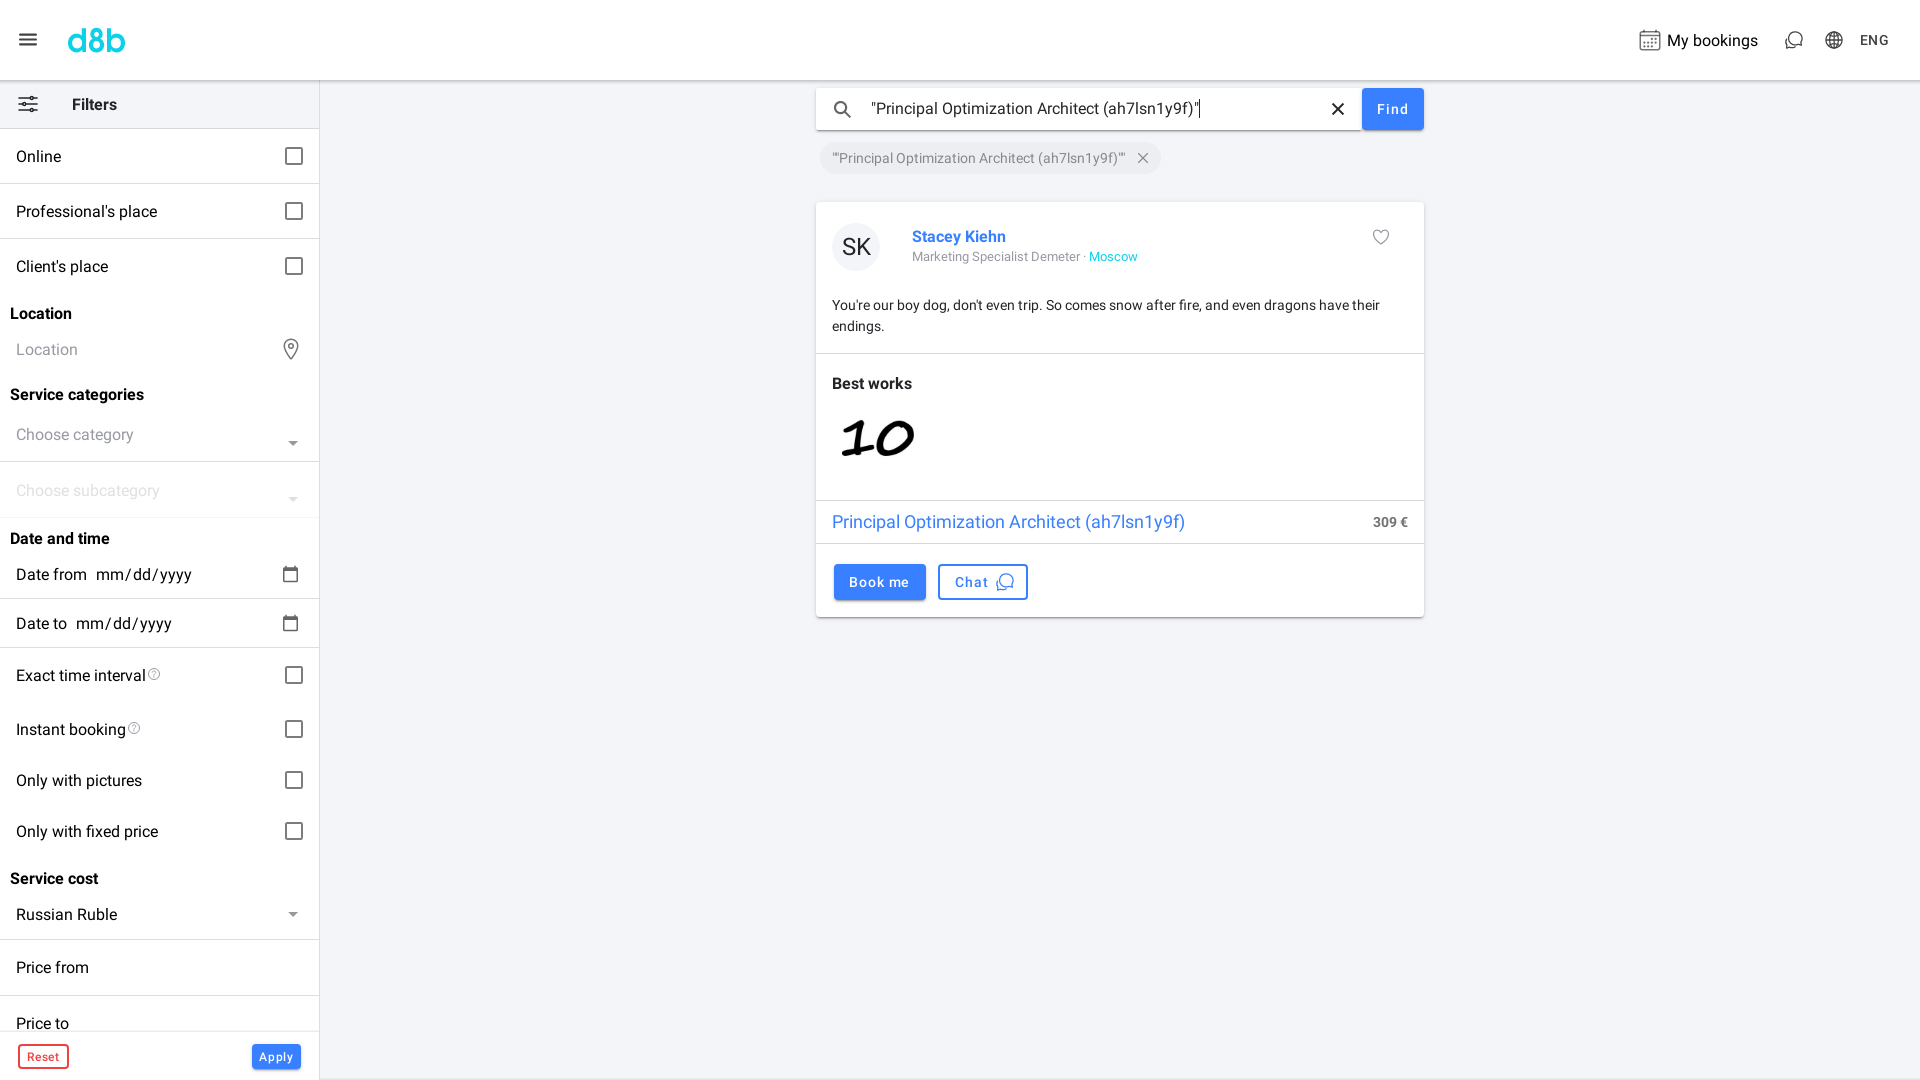 d8b
My bookings
ENG
Filters
Online
Professional's place
Client's place
Location
Location
Service categories
Choose category
Choose subcategory
Date and time
Date from mm/dd/yyyy
Date to mm/dd/yyyy
Exact time interval
Instant booking
Only with pictures
Only with fixed price
Service cost
Russian Ruble
Price from
Price to
Reset
Apply
"Principal Optimization Architect (ah7lsn1y9f)"
Find
""Principal Optimization Architect (ah7lsn1y9f)""
SK
Stacey Kiehn
Marketing Specialist Demeter · Moscow
You're our boy dog, don't even trip. So comes snow after fire, and even dragons have their
endings.
Best works
10
Principal Optimization Architect (ah7lsn1y9f)
309 €
Book me
Chat